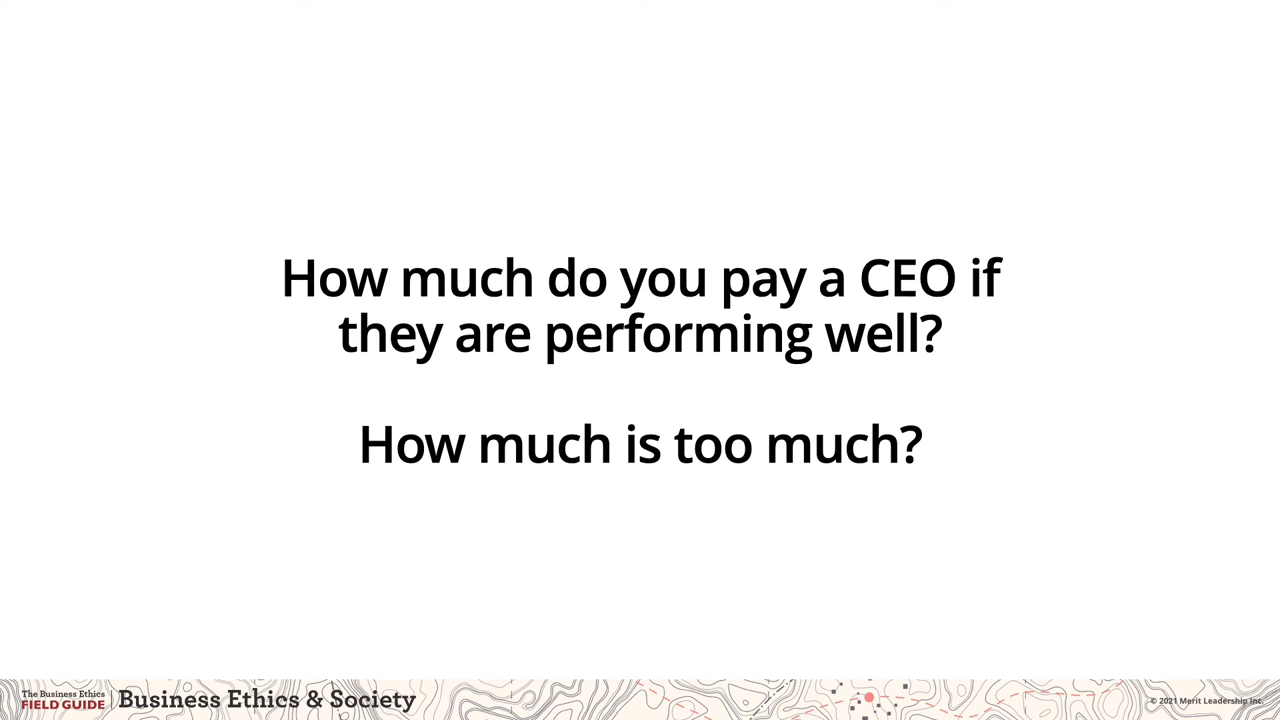 How much do you pay a CEO if
they are performing well?
How much is too much?
The Business Ethics
FIELD GUIDE
Business Ethics & Society
© 2021 Merit Leadership Inc.